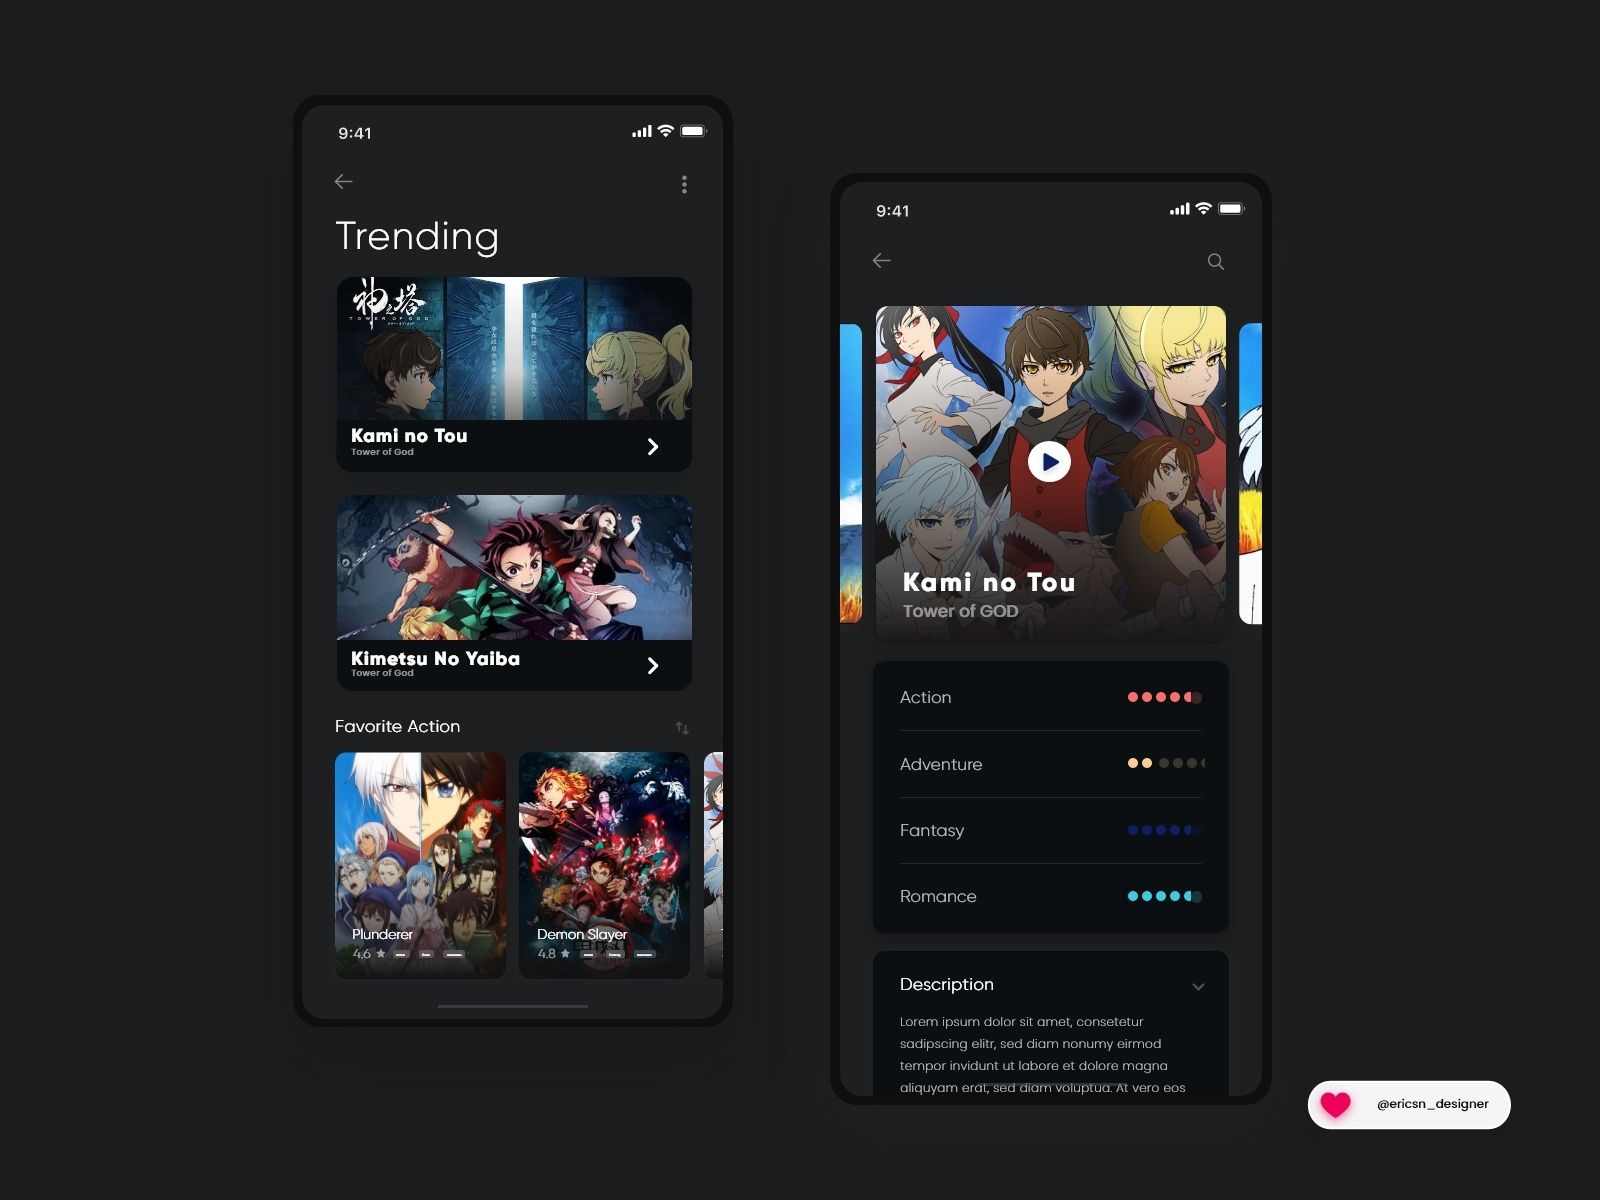 9:41
Trending
神之塔
TOWER OF GOD
Kami no Tou
Tower of God
Kimetsu No Yaiba
Tower of God
Favorite Action
Plunderer
4.6
Demon Slayer
4.8
9:41
Kami no Tou
Tower of GOD
Action
Adventure
Fantasy
Romance
Description
Lorem ipsum dolor sit amet, consetetur
sadipscing elitr, sed diam nonumy eirmod
tempor invidunt ut labore et dolore magna
aliquyam erat, sed diam voluptua. At vero eos
@ericsn_designer